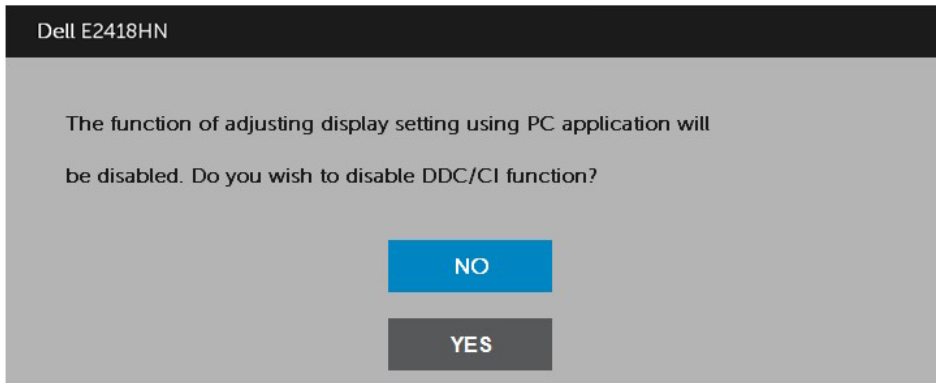 Dell E2418HN
The function of adjusting display setting using PC application will
be disabled. Do you wish to disable DDC/CI function?
NO
YES